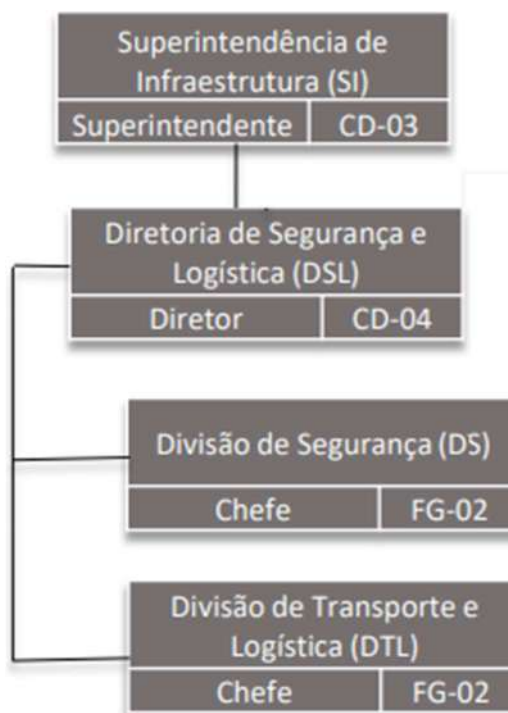 Superintendência de
Infraestrutura (SI)
Superintendente CD-03
Diretoria de Segurança e
Logística (DSL)
Diretor CD-04
Divisão de Segurança (DS)
Chefe FG-02
Divisão de Transporte e
Logística (DTL)
Chefe FG-02